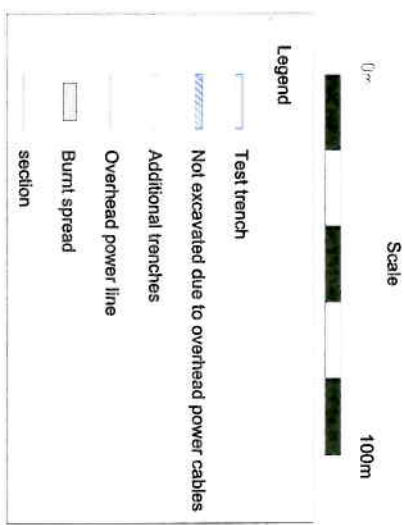 Scale
0m 100m
Legend
Test trench
Not excavated due to overhead power cables
Additional trenches
Overhead power line
Burnt spread
section